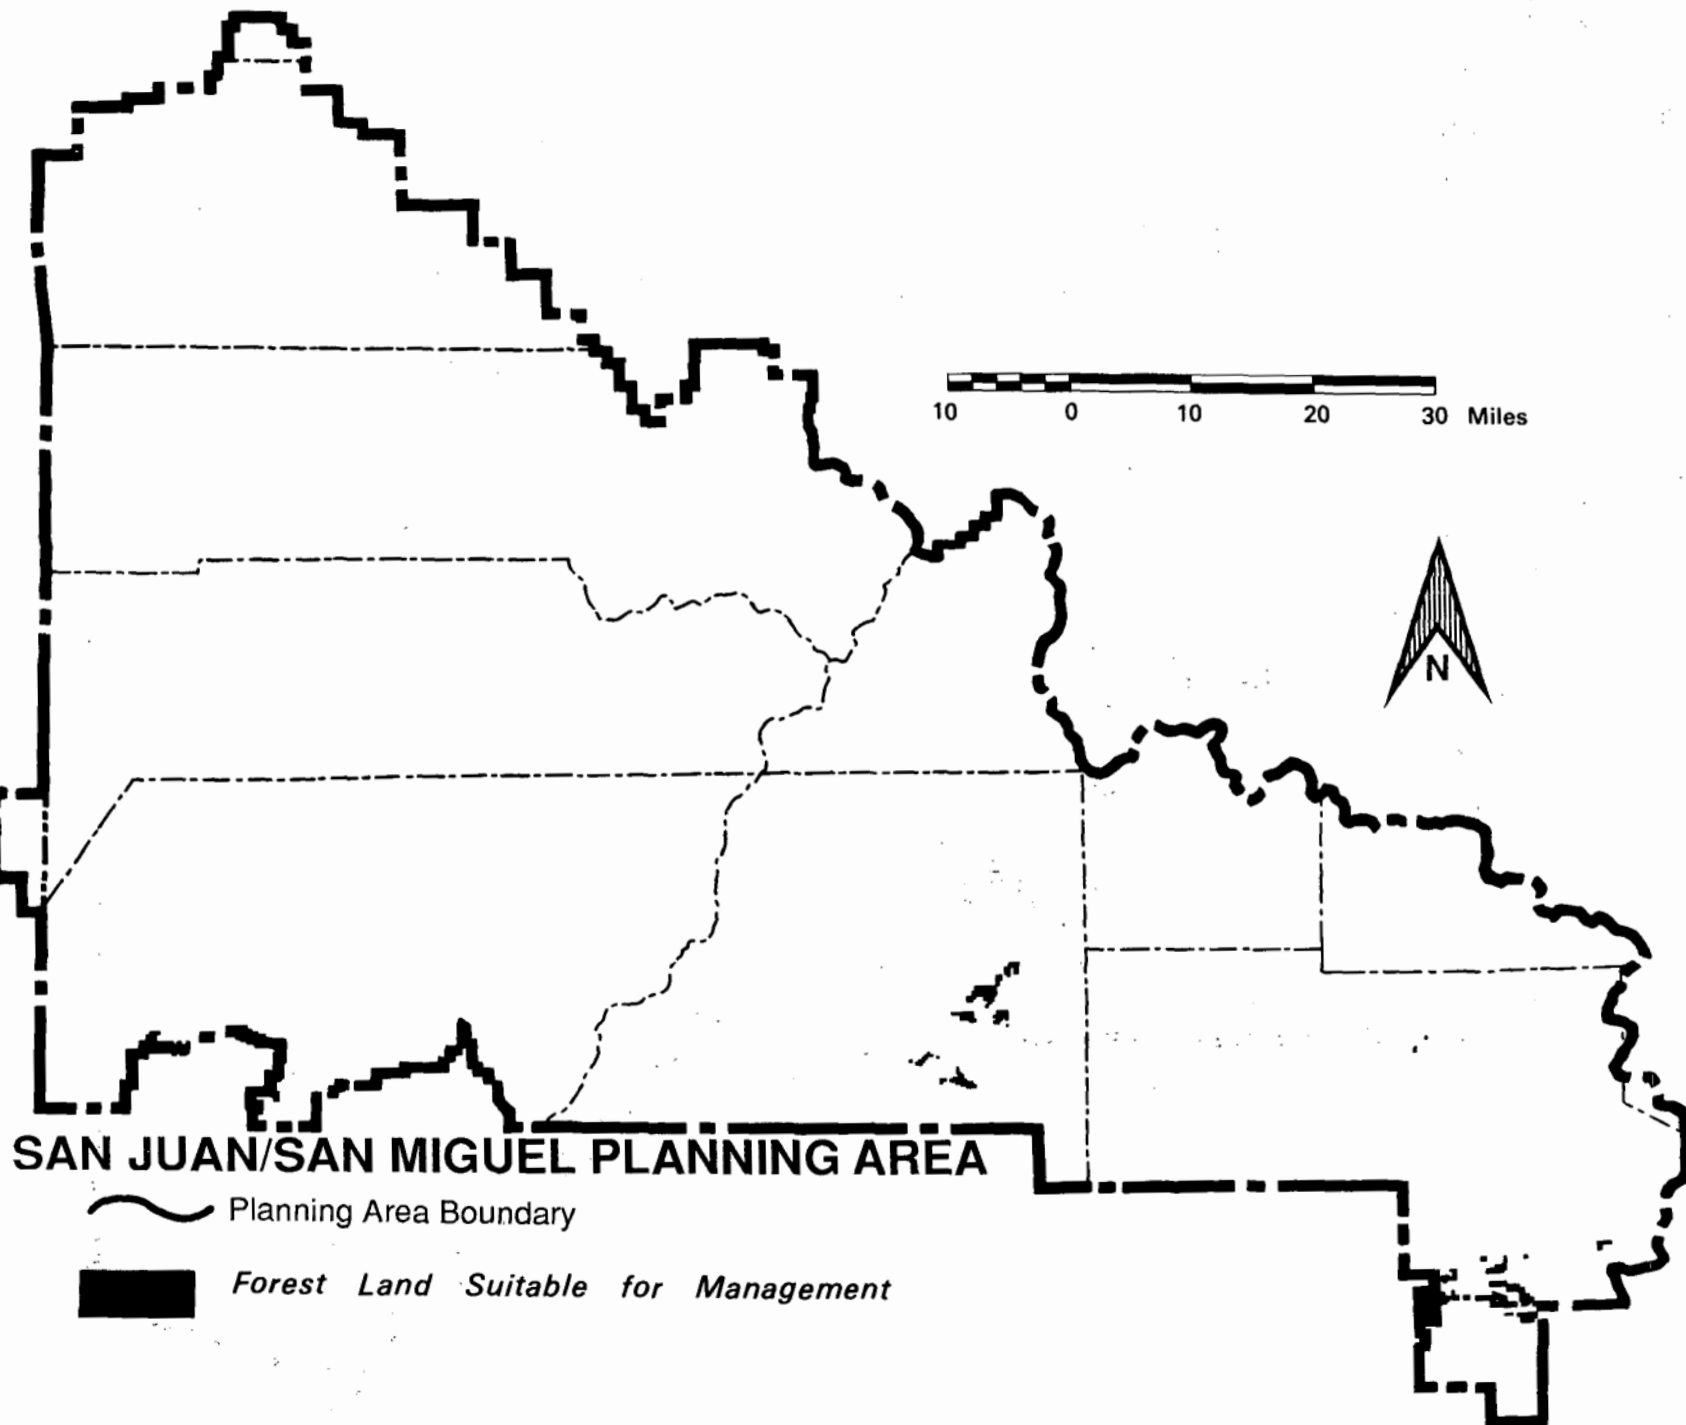 10 0 10 20 30 Miles
N
SAN JUAN/SAN MIGUEL PLANNING AREA
Planning Area Boundary
Forest Land Suitable for Management